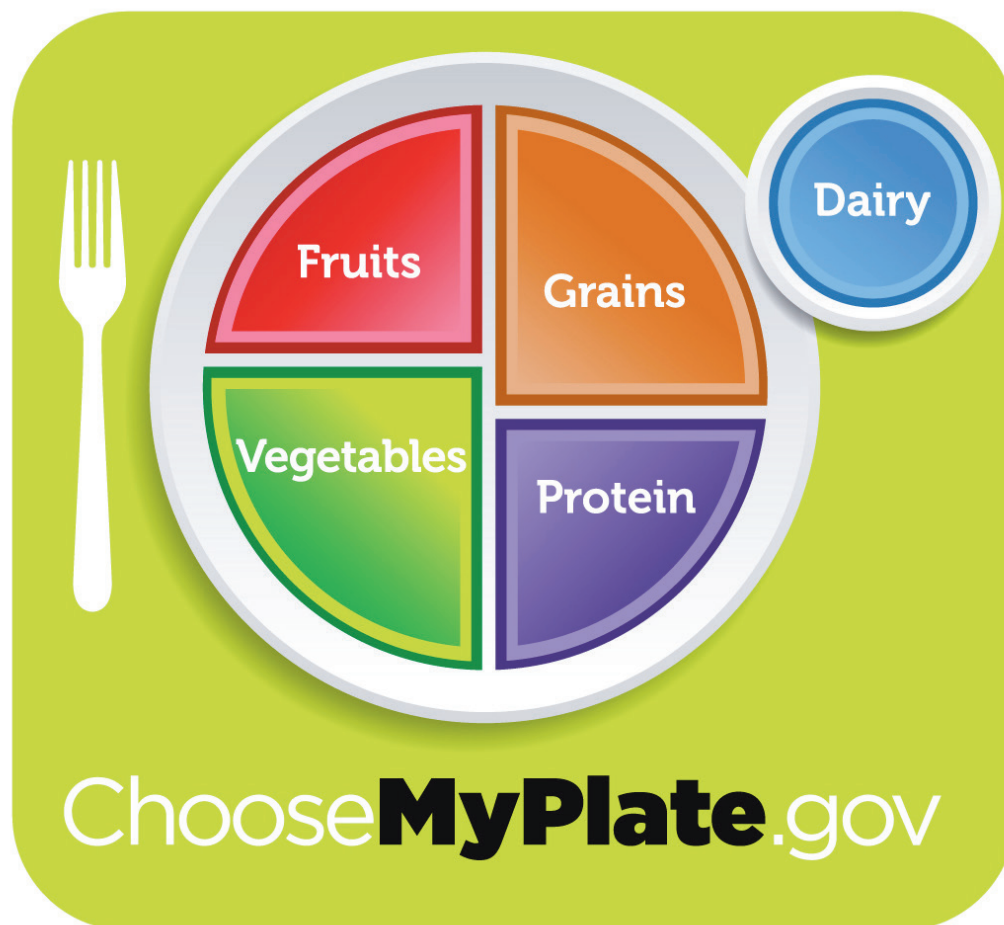 Fruits
Grains
Dairy
Vegetables
Protein
ChooseMyPlate.gov